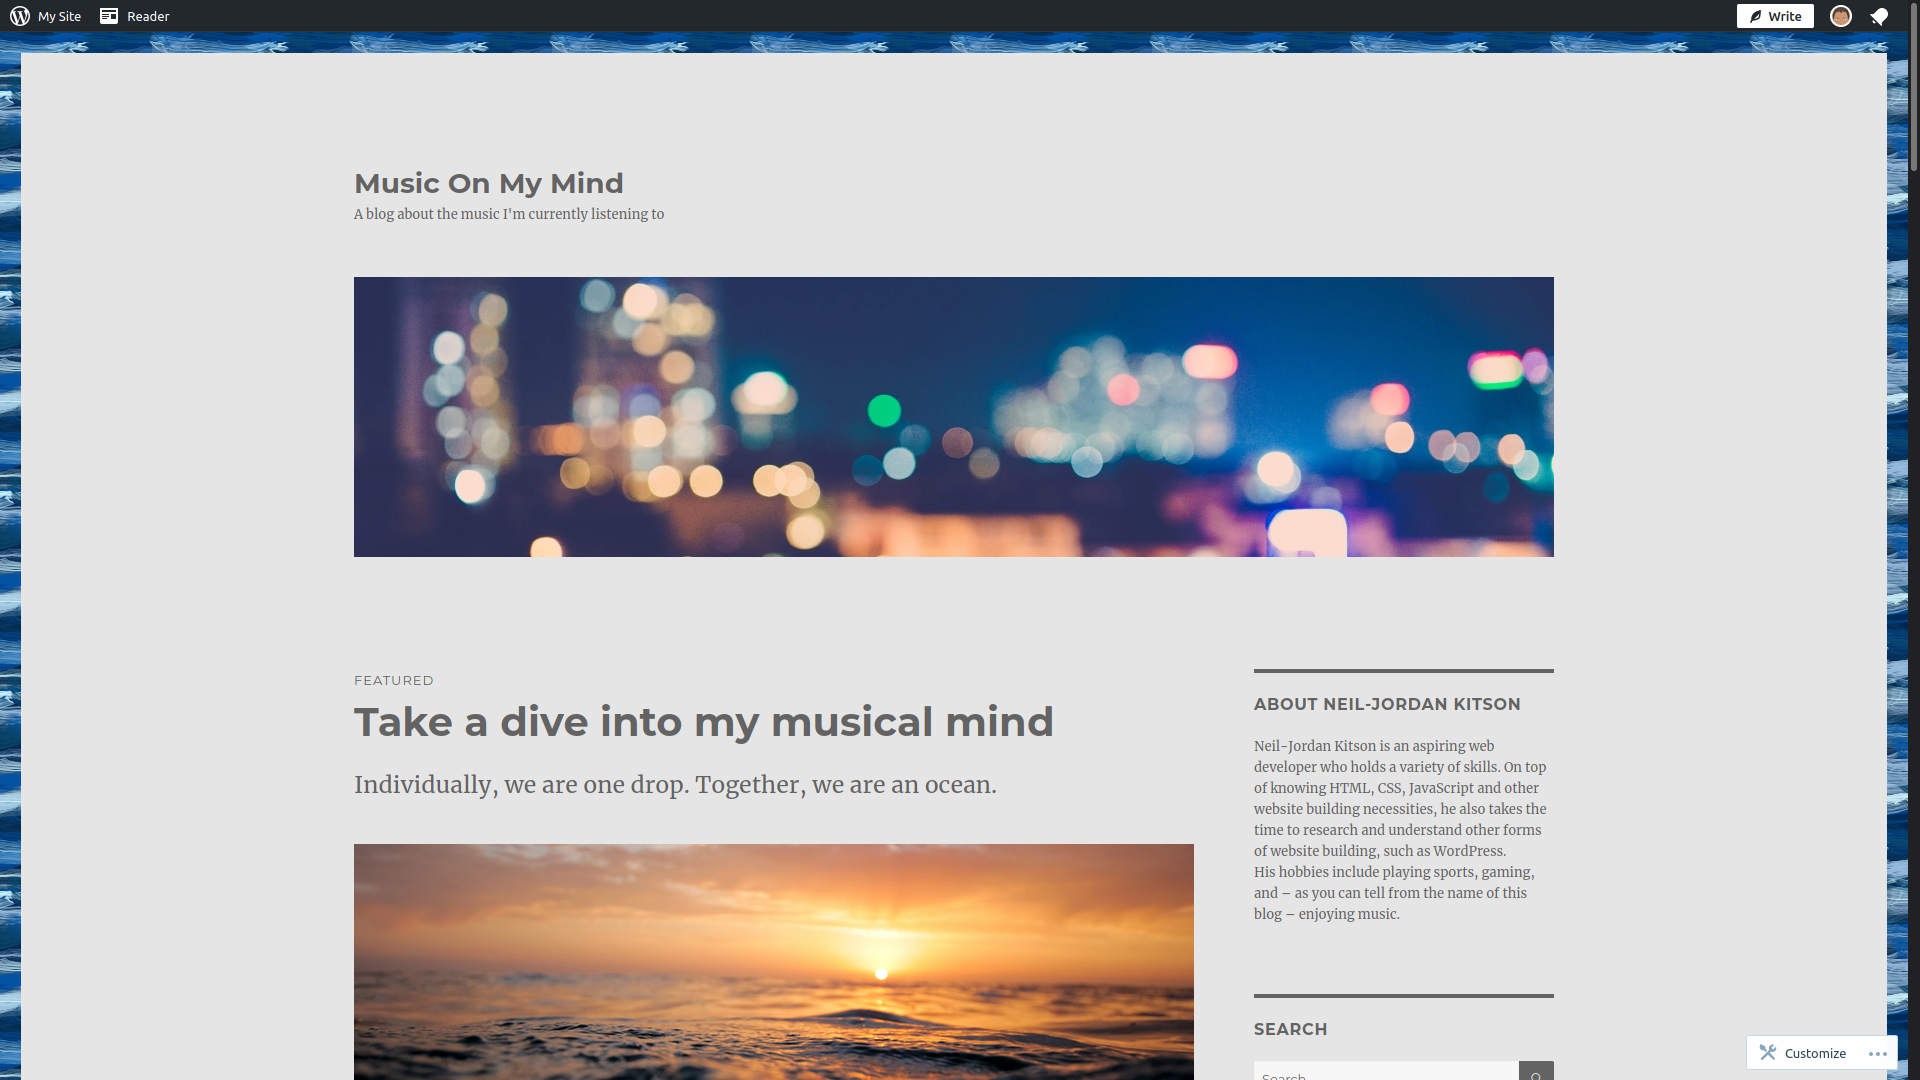 My Site
Reader
Write
Music On My Mind
A blog about the music I'm currently listening to
FEATURED
Take a dive into my musical mind
Individually, we are one drop. Together, we are an ocean.
ABOUT NEIL-JORDAN KITSON
Neil-Jordan Kitson is an aspiring web
developer who holds a variety of skills. On top
of knowing HTML, CSS, JavaScript and other
website building necessities, he also takes the
time to research and understand other forms
of website building, such as WordPress.
His hobbies include playing sports, gaming,
and – as you can tell from the name of this
blog – enjoying music.
SEARCH
Search
Customize